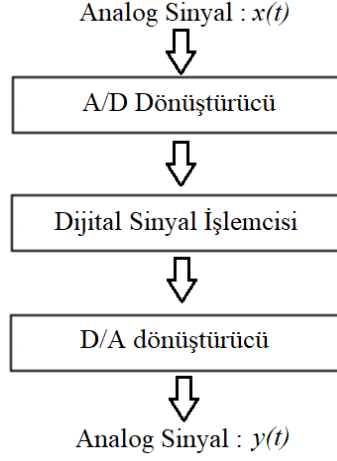 Analog Sinyal : x(t)
A/D Dönüştürücü
Dijital Sinyal İşlemcisi
D/A dönüştürücü
Analog Sinyal : y(t)